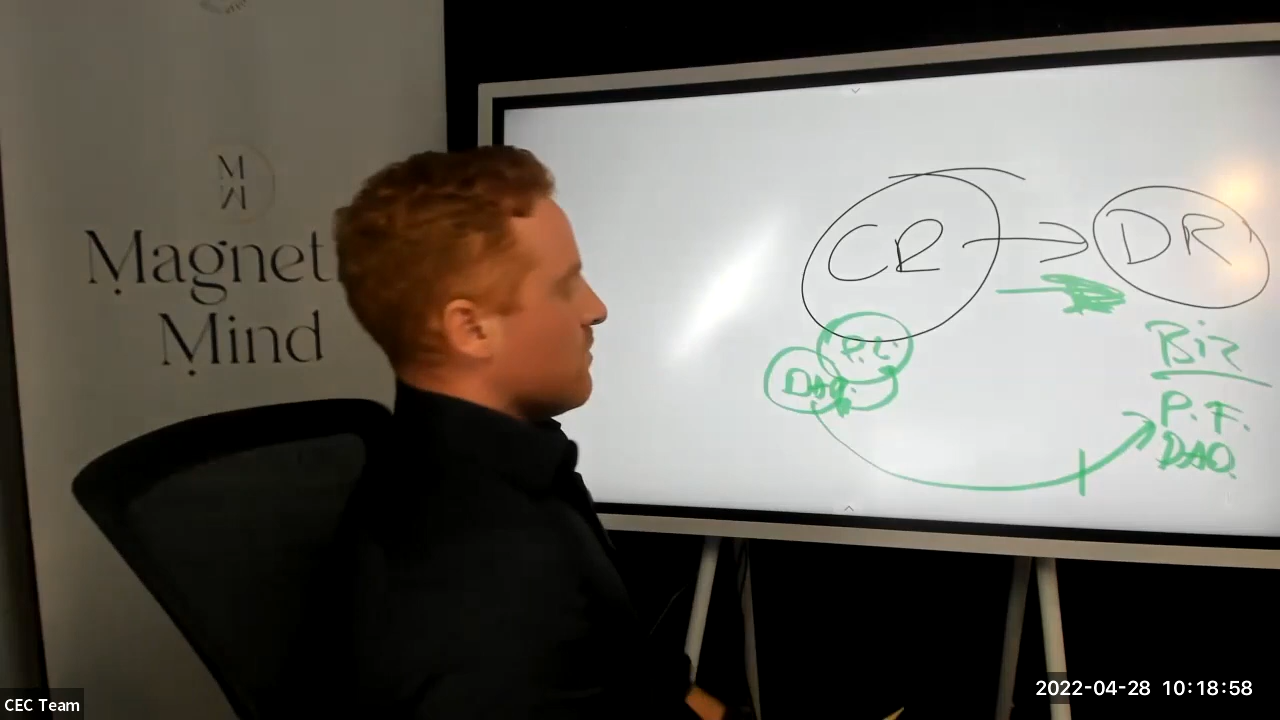 M
M
Magnet
Mind
CR
DR
P.L.
DAO.
Biz
P.F.
DAO.
2022-04-28 10:18:58
CEC Team